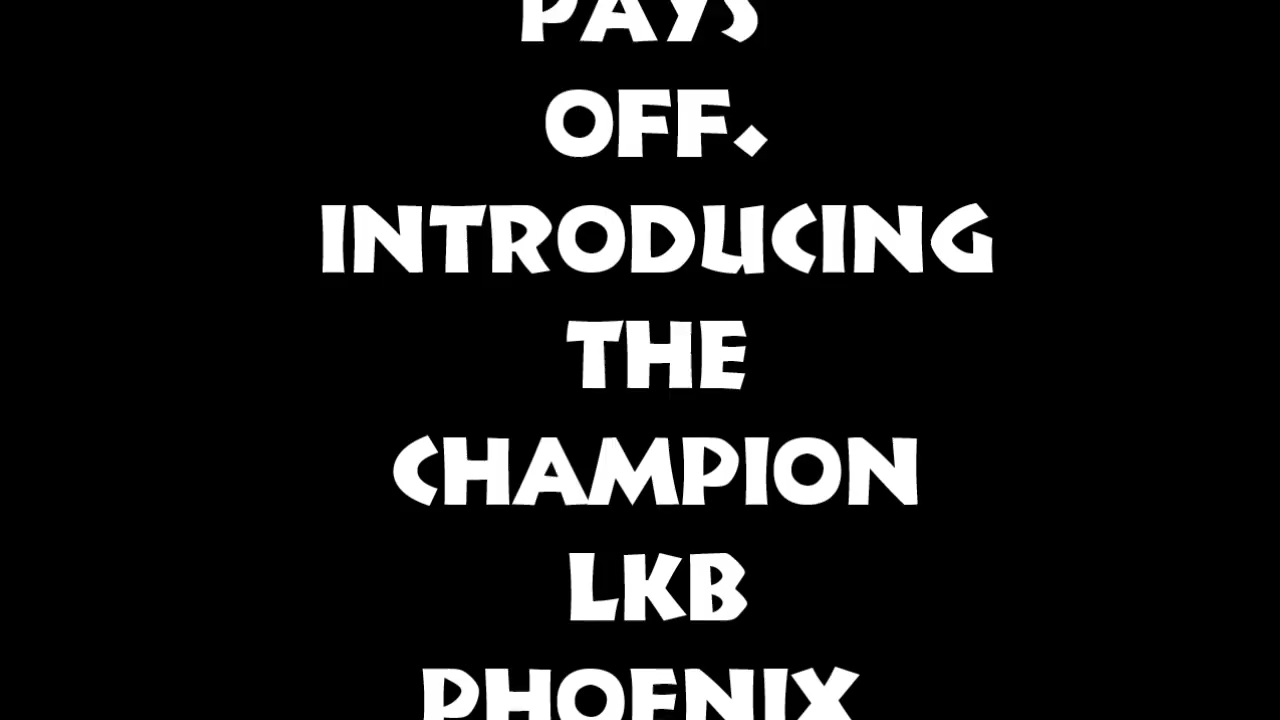 PAYS
OFF.
INTRODUCING
THE
CHAMPION
LKB
PHOENIX